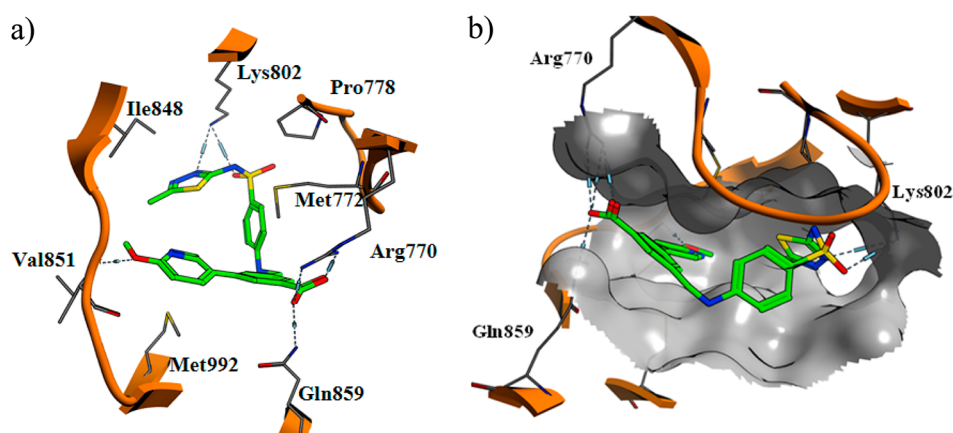 a)
Lys802
Pro778
Ile848
Met772
Val851
Arg770
Met992
Gln859
b)
Arg770
Lys802
Gln859